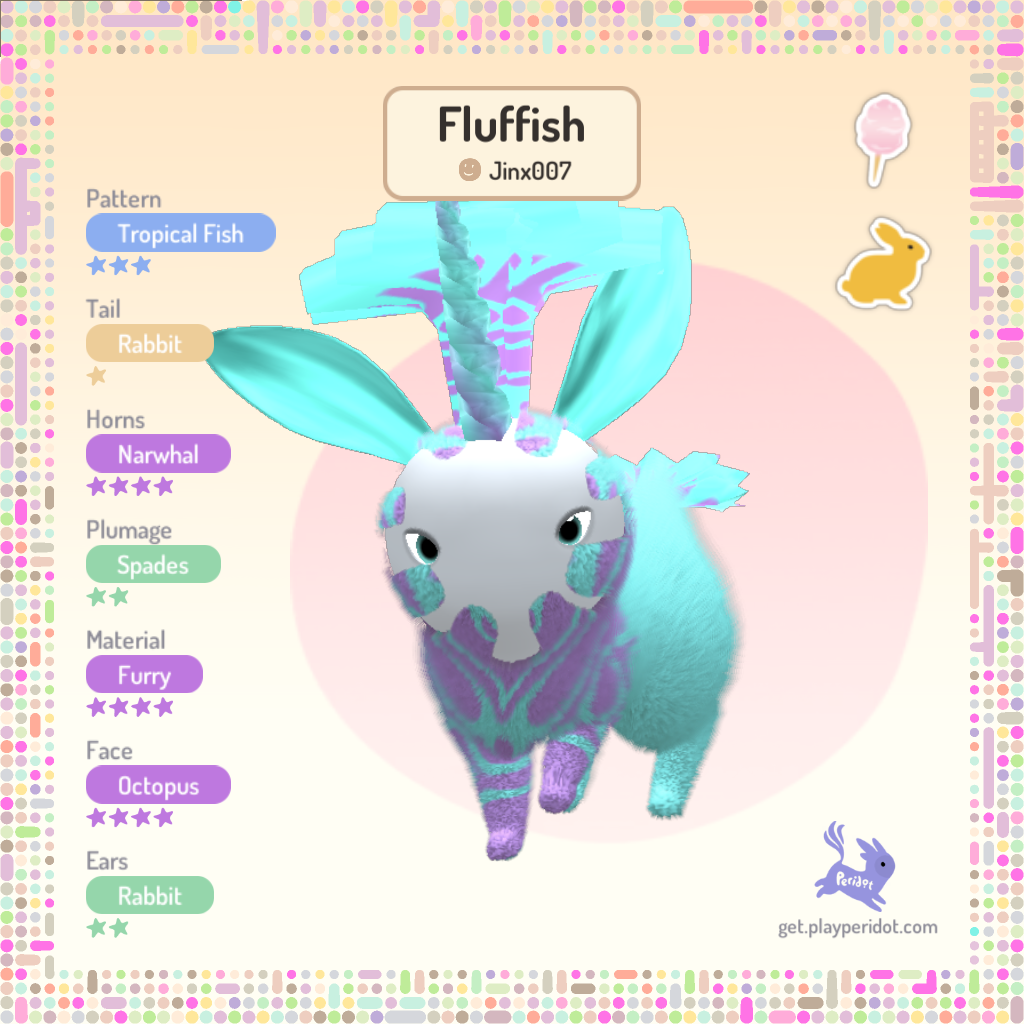 Fluffish
Jinx007
Pattern
Tropical Fish
Tail
Rabbit
Horns
Narwhal
Plumage
Spades
Material
Furry
Face
Octopus
Ears
Rabbit
Peridot
get.playperidot.com